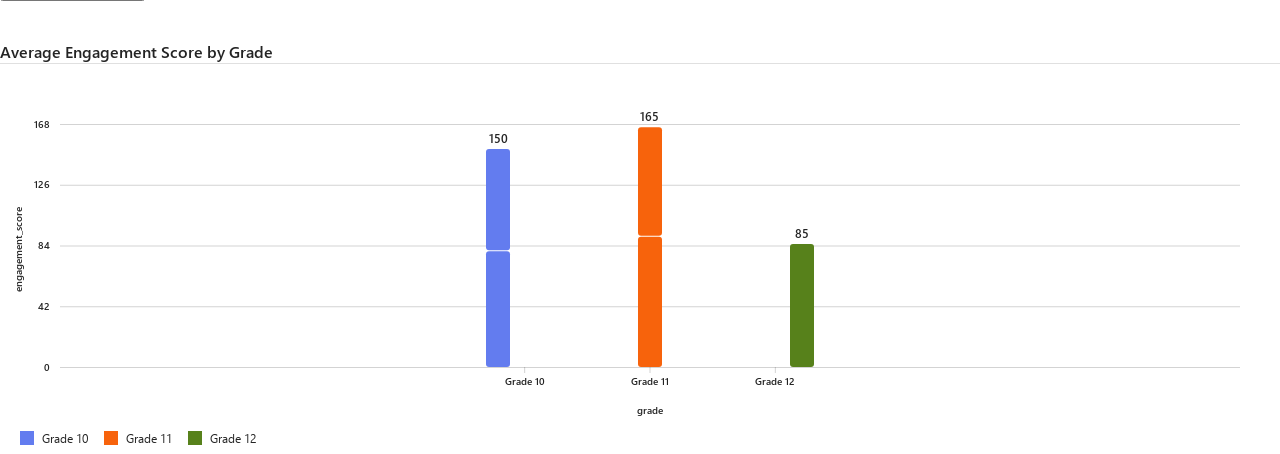 Average Engagement Score by Grade
168
126
84
42
0
engagement_score
150
165
85
Grade 10
Grade 11
Grade 12
grade
Grade 10
Grade 11
Grade 12